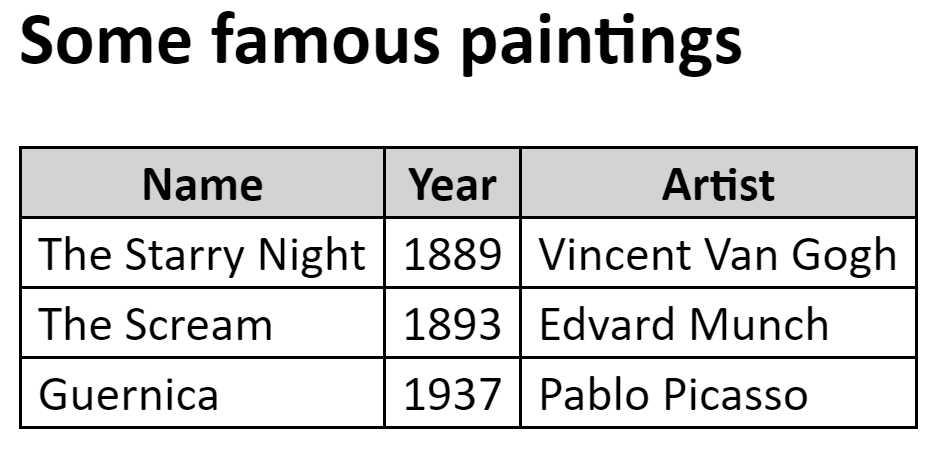 Some famous paintings
Name Year Artist
The Starry Night 1889 Vincent Van Gogh
The Scream 1893 Edvard Munch
Guernica 1937 Pablo Picasso